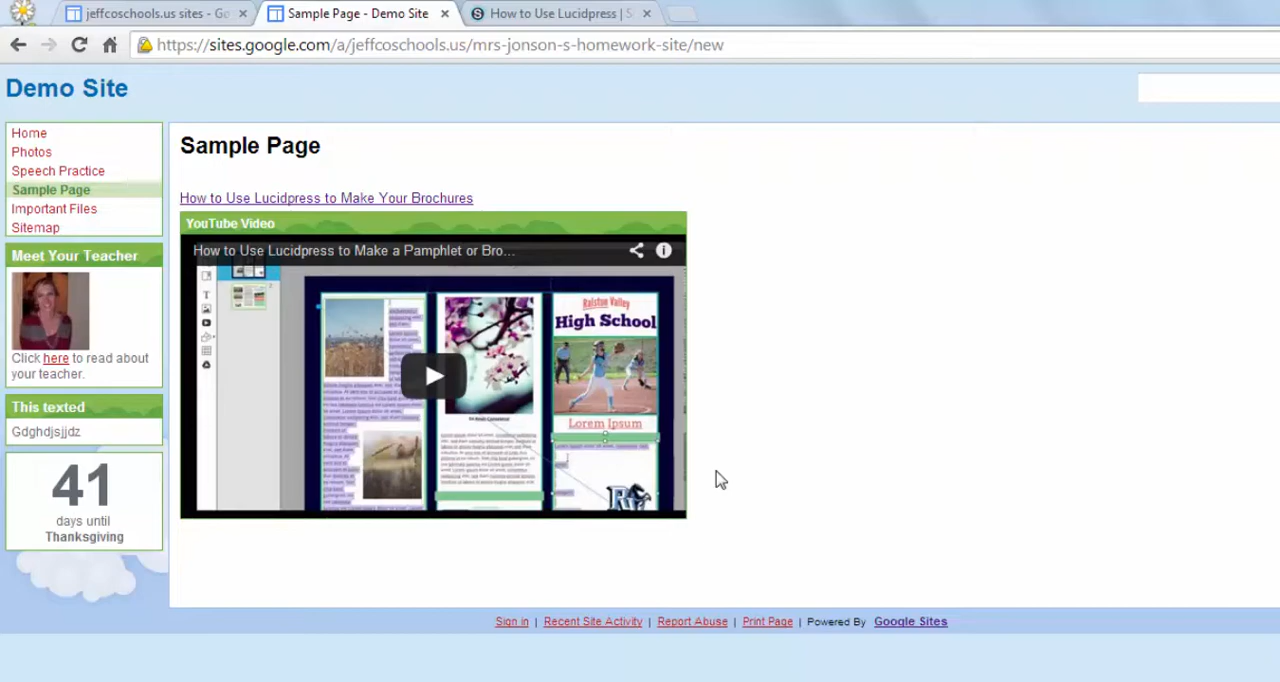 jeffcoschools.us sites - Go
Sample Page - Demo Site
How to Use Lucidpress | S
https://sites.google.com/a/jeffcoschools.us/mrs-jonson-s-homework-site/new
Demo Site
Home
Photos
Speech Practice
Sample Page
Important Files
Sitemap
Meet Your Teacher
Click here to read about
your teacher.
This texted
Gdghdjsjjdz
41
days until
Thanksgiving
Sample Page
How to Use Lucidpress to Make Your Brochures
YouTube Video
How to Use Lucidpress to Make a Pamphlet or Bro...
Ralston Valley
High School
Lorem Ipsum
Sign in | Recent Site Activity | Report Abuse | Print Page | Powered By Google Sites